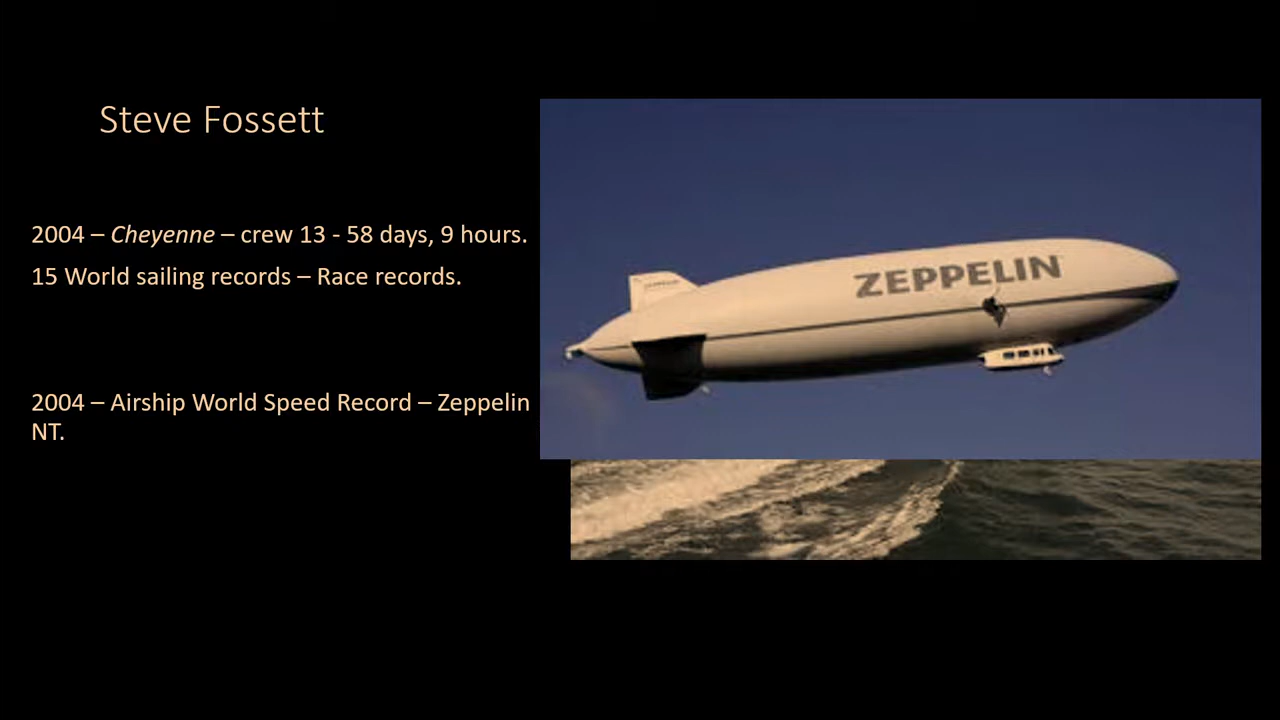 Steve Fossett
2004 – Cheyenne – crew 13 - 58 days, 9 hours.
15 World sailing records – Race records.
2004 – Airship World Speed Record – Zeppelin
NT.
ZEPPELIN